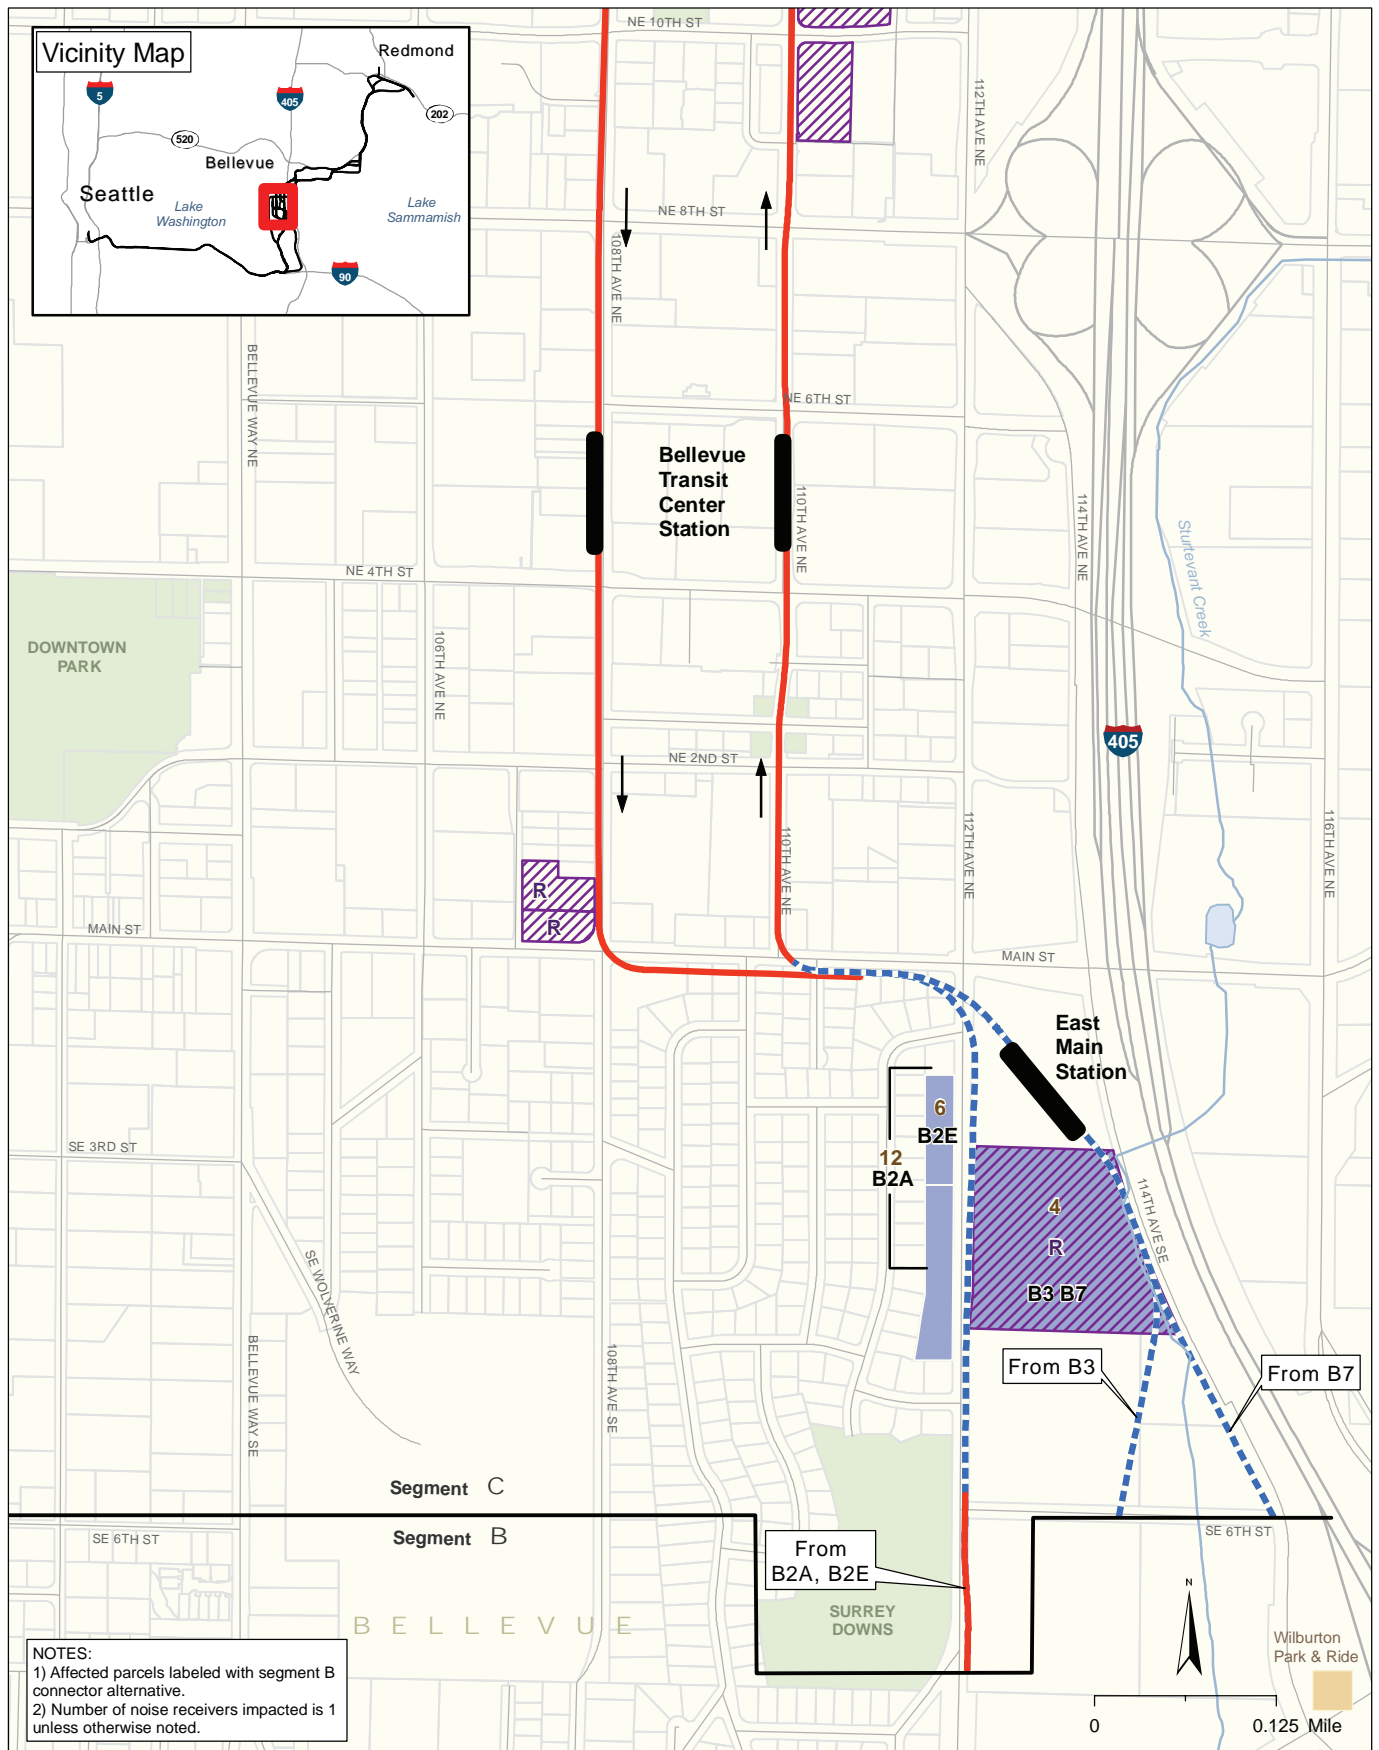 Vicinity Map
Redmond
5
405
202
520
Bellevue
Seattle
Lake
Washington
Lake
Sammamish
90
NE 10TH ST
112TH AVE NE
NE 8TH ST
108TH AVE NE
BELLEVUE WAY NE
NE 6TH ST
Bellevue
Transit
Center
Station
110TH AVE NE
114TH AVE NE
Sturtevant Creek
NE 4TH ST
DOWNTOWN
PARK
106TH AVE NE
405
NE 2ND ST
110TH AVE NE
112TH AVE NE
116TH AVE NE
R
R
MAIN ST
MAIN ST
East
Main
Station
6
B2E
12
B2A
SE 3RD ST
4
R
B3 B7
114TH AVE SE
SE WOLVERINE WAY
BELLEVUE WAY SE
108TH AVE SE
From B3
From B7
Segment C
Segment B
SE 6TH ST
SE 6TH ST
From
B2A, B2E
SURREY
DOWNS
BELLEVUE
N
Wilburton
Park & Ride
0
0.125 Mile
NOTES:
1) Affected parcels labeled with segment B
connector alternative.
2) Number of noise receivers impacted is 1
unless otherwise noted.